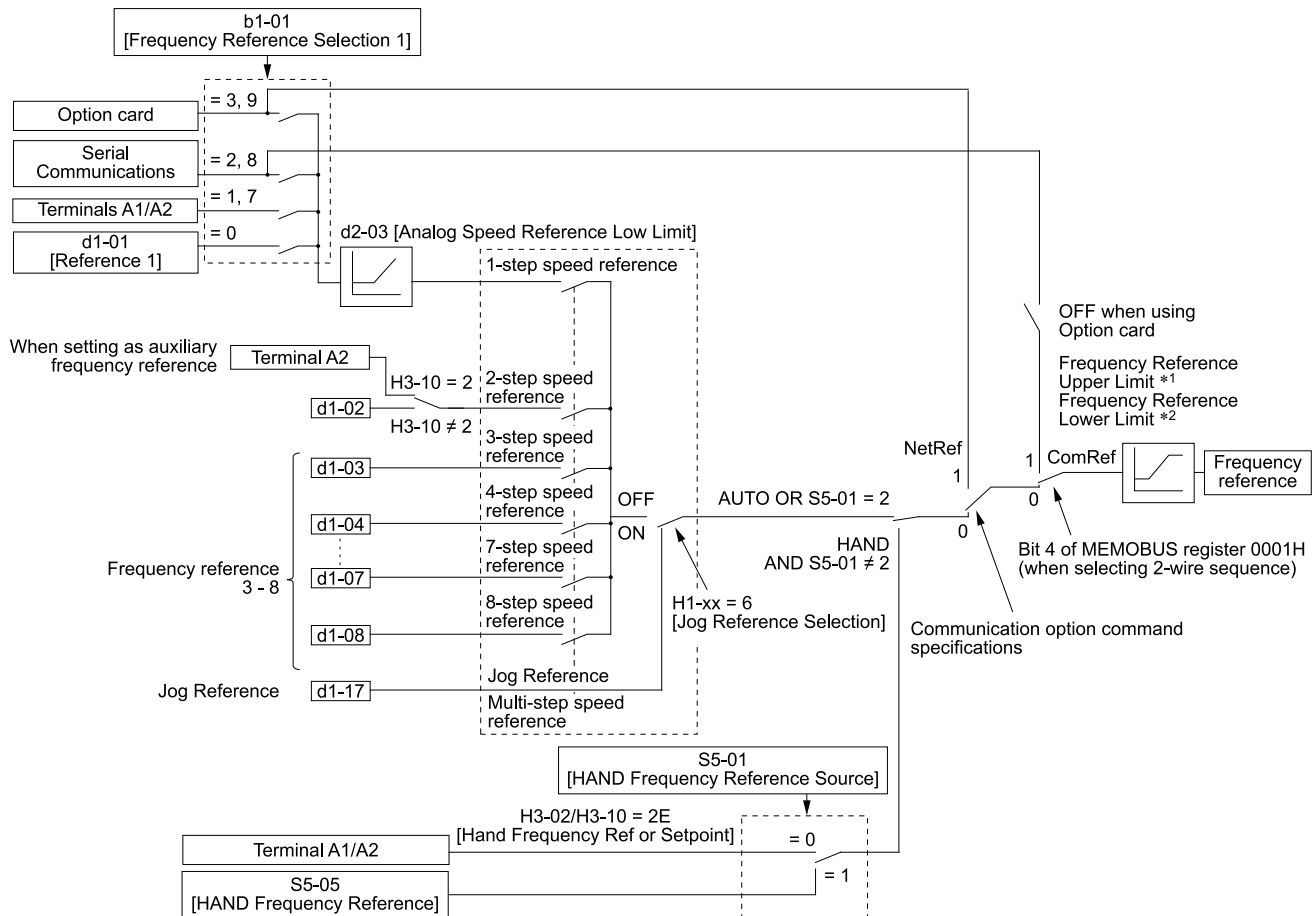 b1-01
[Frequency Reference Selection 1]
Option card
= 3, 9
Serial
Communications
= 2, 8
Terminals A1/A2
= 1, 7
d1-01
[Reference 1]
= 0
d2-03 [Analog Speed Reference Low Limit]
1-step speed reference
When setting as auxiliary
frequency reference
Terminal A2
H3-10 = 2
d1-02
H3-10 ≠ 2
2-step speed
reference
3-step speed
reference
d1-03
4-step speed
reference
d1-04
7-step speed
reference
d1-07
8-step speed
reference
d1-08
Frequency reference
3 - 8
Jog Reference
d1-17
Jog Reference
Multi-step speed
reference
OFF
ON
H1-xx = 6
[Jog Reference Selection]
AUTO OR S5-01 = 2
HAND
AND S5-01 ≠ 2
NetRef
1
0
OFF when using
Option card
Frequency Reference
Upper Limit *1
Frequency Reference
Lower Limit *2
1
ComRef
0
Frequency
reference
Bit 4 of MEMOBUS register 0001H
(when selecting 2-wire sequence)
Communication option command
specifications
S5-01
[HAND Frequency Reference Source]
H3-02/H3-10 = 2E
[Hand Frequency Ref or Setpoint]
Terminal A1/A2
= 0
= 1
S5-05
[HAND Frequency Reference]